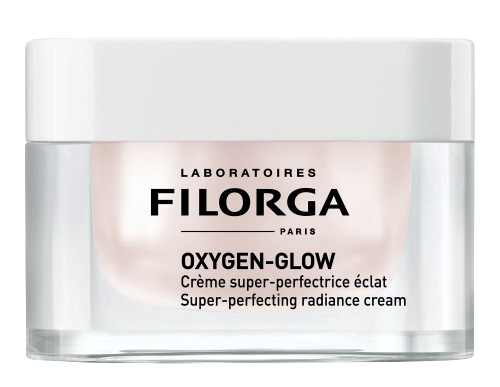 LABORATOIRES
FILORGA
PARIS
OXYGEN-GLOW
Crème super-perfectrice éclat
Super-perfecting radiance cream